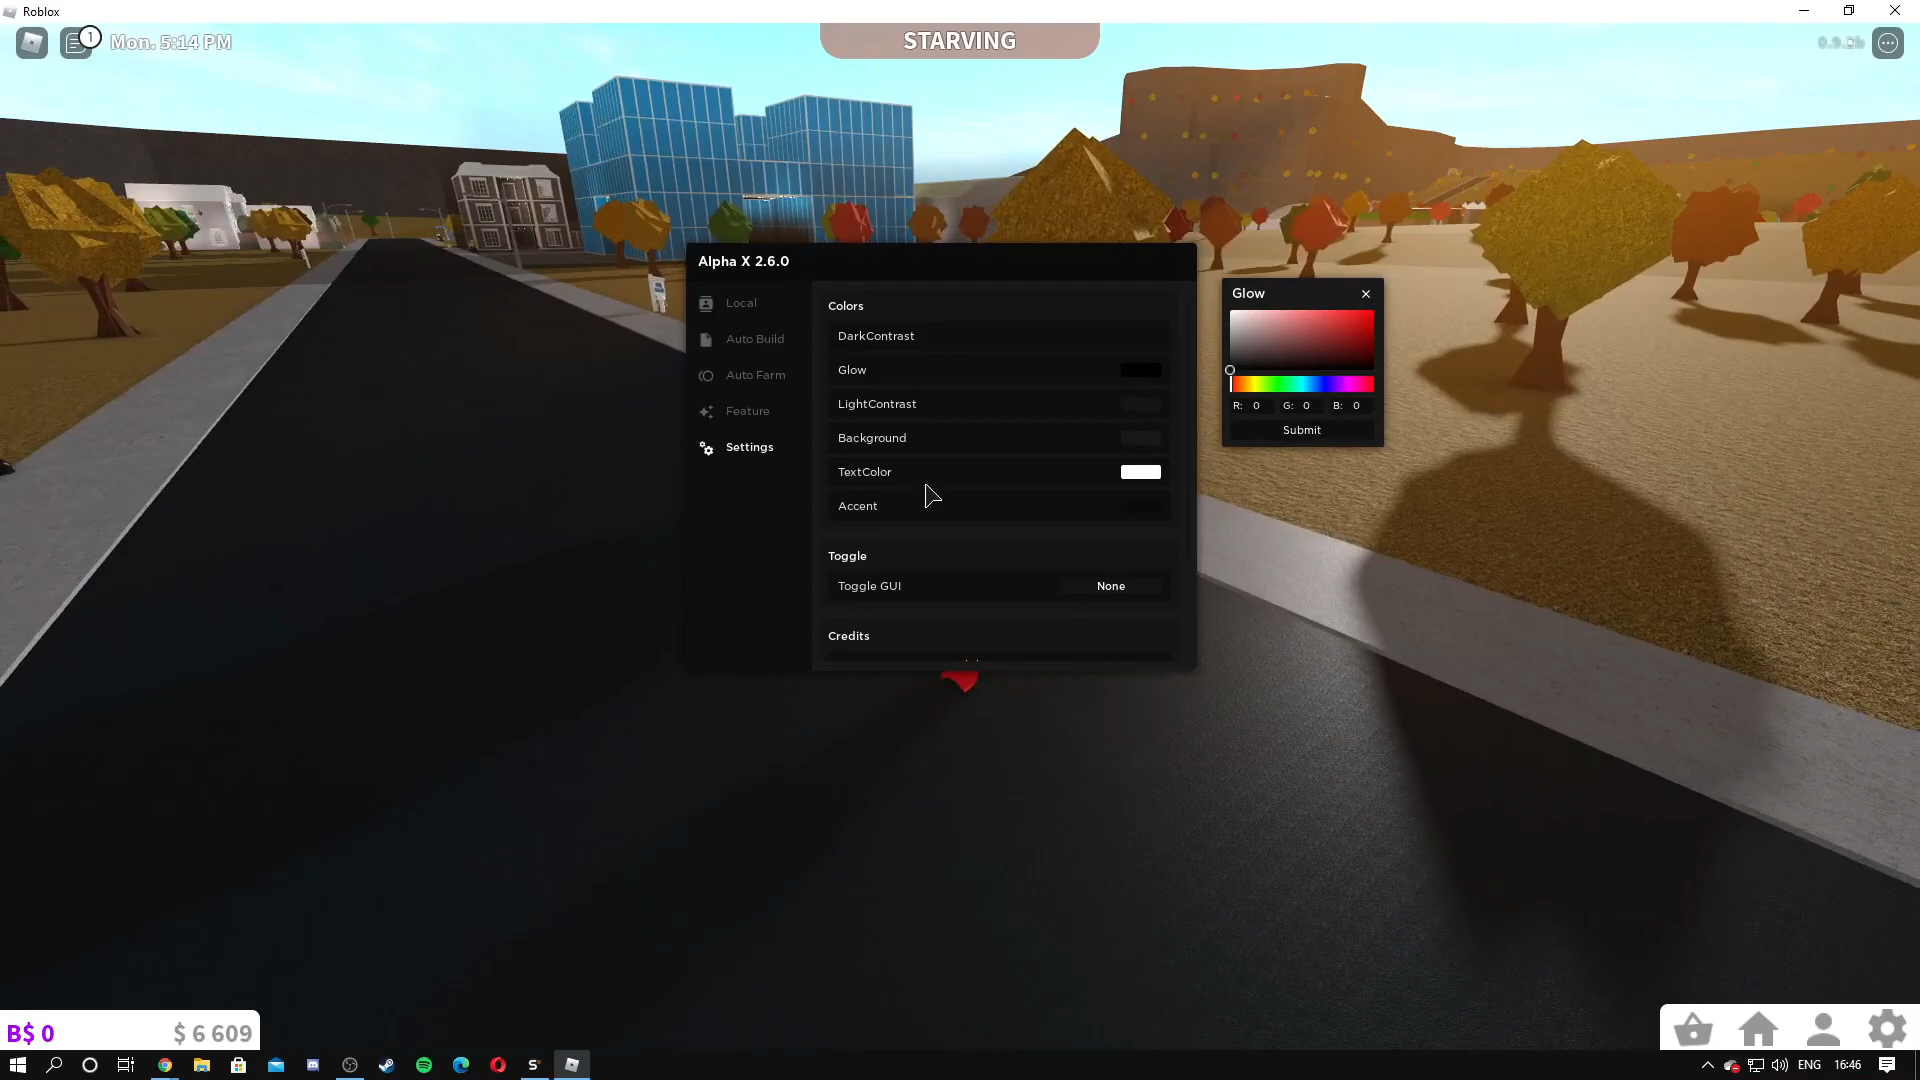 Roblox
1
Mon. 5:14 PM
STARVING
Alpha X 2.6.0
Local
Auto Build
Auto Farm
Feature
Settings
Colors
DarkContrast
Glow
LightContrast
Background
TextColor
Accent
Toggle
Toggle GUI
None
Credits
Glow
R: 0 G: 0 B: 0
Submit
B$ 0
$ 6 609
ENG
16:46